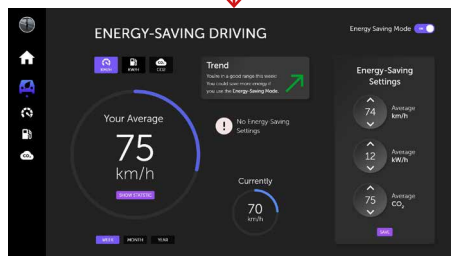 ENERGY-SAVING DRIVING
Energy Saving Mode
KM/H
KW/H
CO2
Trend
You're in a good range this week!
You could save more energy if
you use the Energy-Saving Mode.
Energy-Saving
Settings
74
Average
km/h
Your Average
75
km/h
No Energy-Saving
Settings
12
Average
kW/h
Currently
70
km/h
75
Average
CO₂
SAVE
WEEK
MONTH
YEAR
CO₂